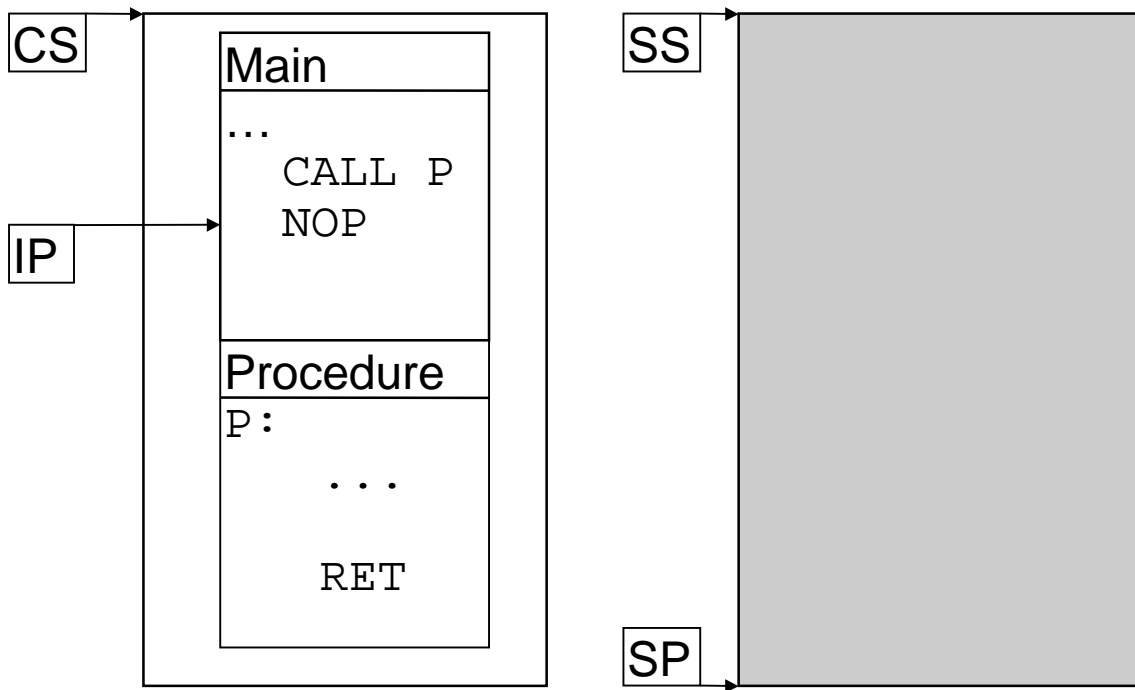 CS
SS
Main
...
CALL P
NOP
IP
Procedure
P:
...
RET
SP